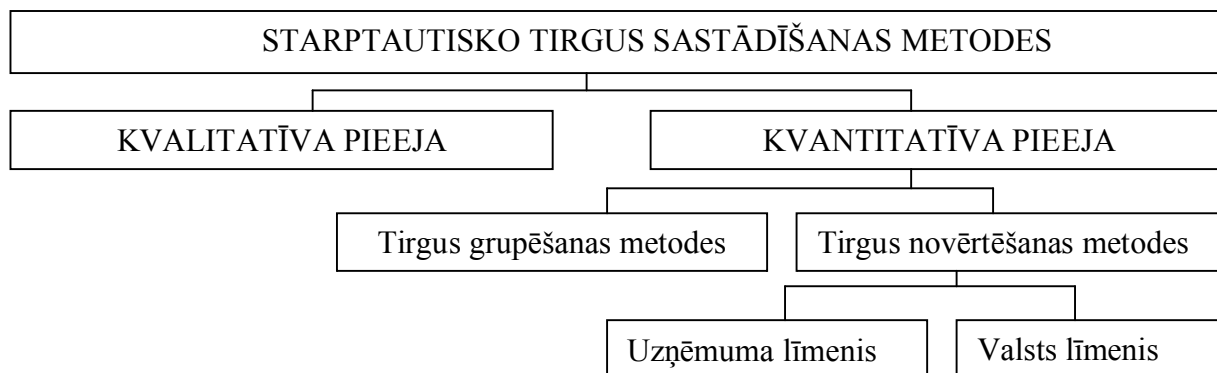 STARPTAUTISKO TIRGUS SASTĀDĪŠANAS METODES
KVALITATĪVA PIEEJA
KVANTITATĪVA PIEEJA
Tirgus grupēšanas metodes
Tirgus novērtēšanas metodes
Uzņēmuma līmenis
Valsts līmenis